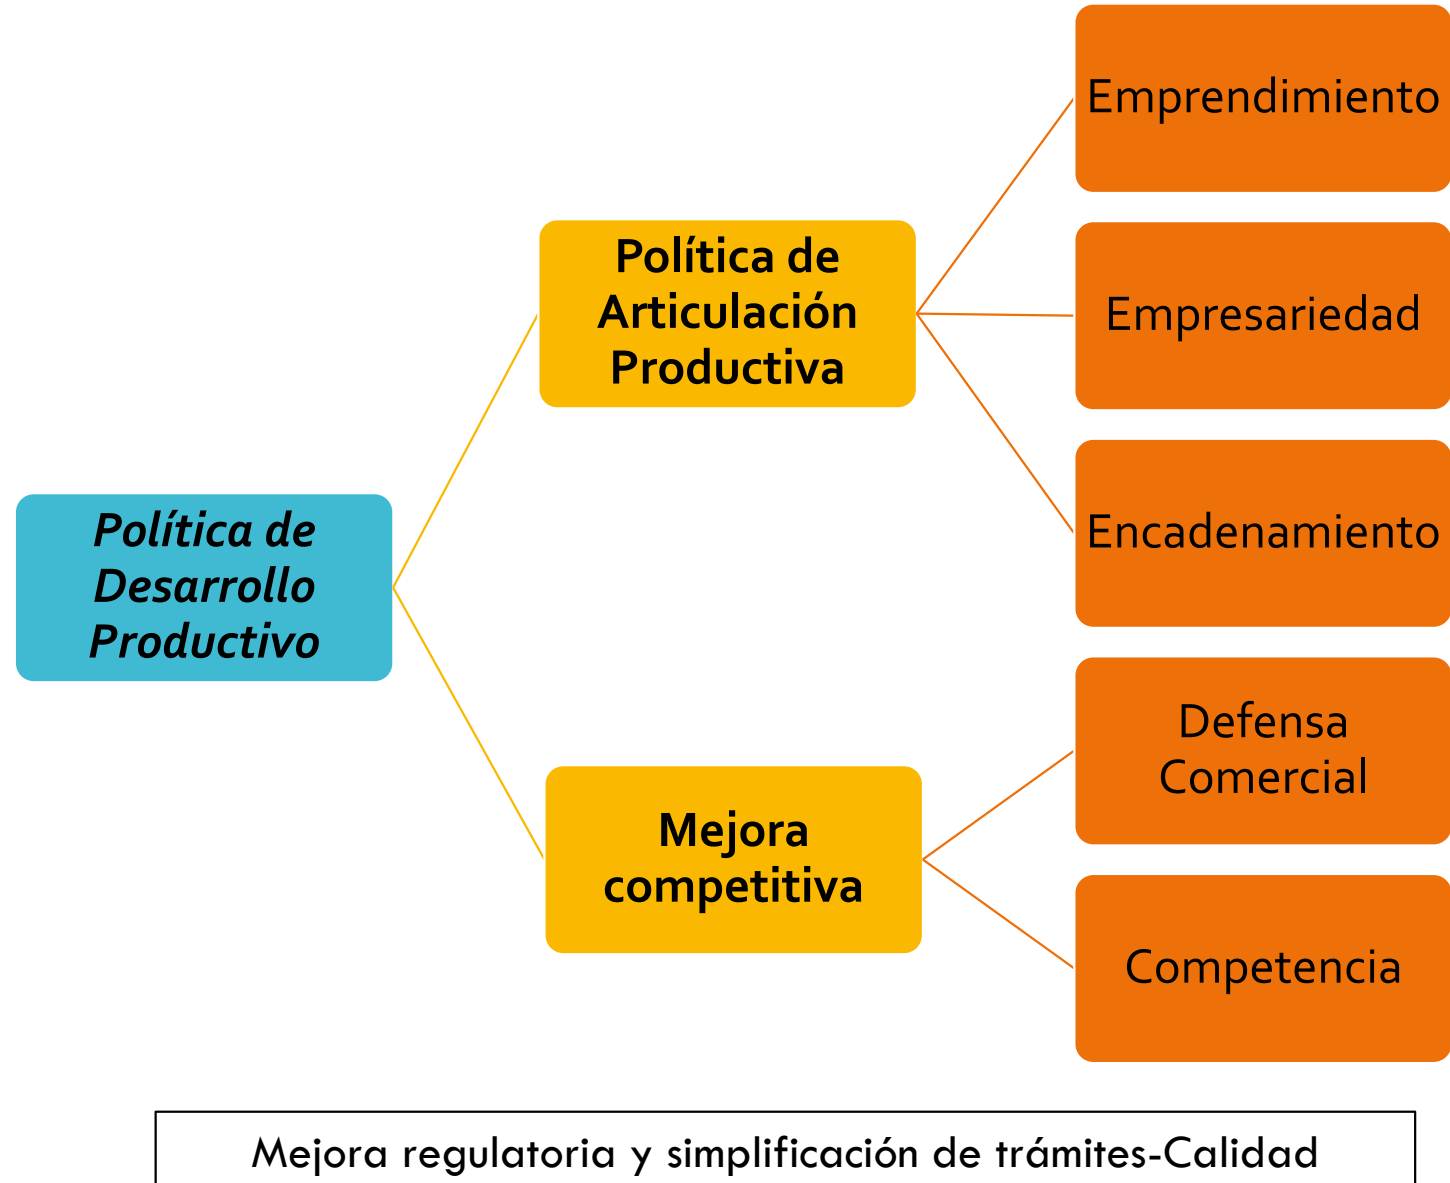 Política de
Desarrollo
Productivo
Política de
Articulación
Productiva
Emprendimiento
Empresariedad
Encadenamiento
Mejora
competitiva
Defensa
Comercial
Competencia
Mejora regulatoria y simplificación de trámites-Calidad